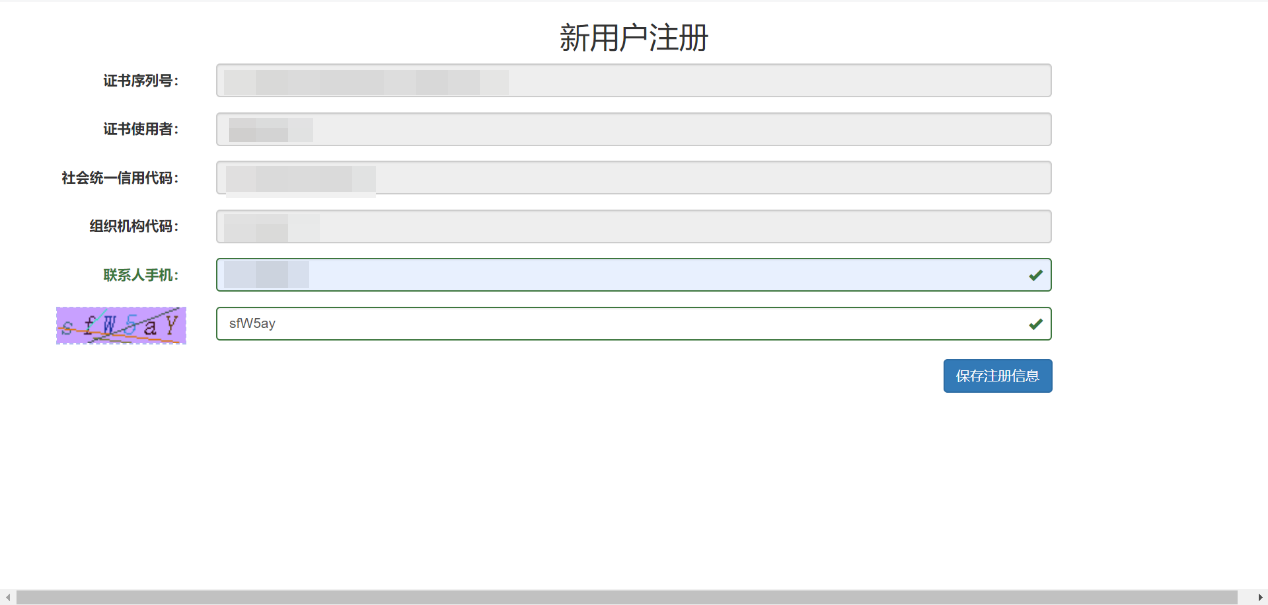 新用户注册
证书序列号：
证书使用者：
社会统一信用代码：
组织机构代码：
联系人手机：
sfW5aY sfW5ay
保存注册信息